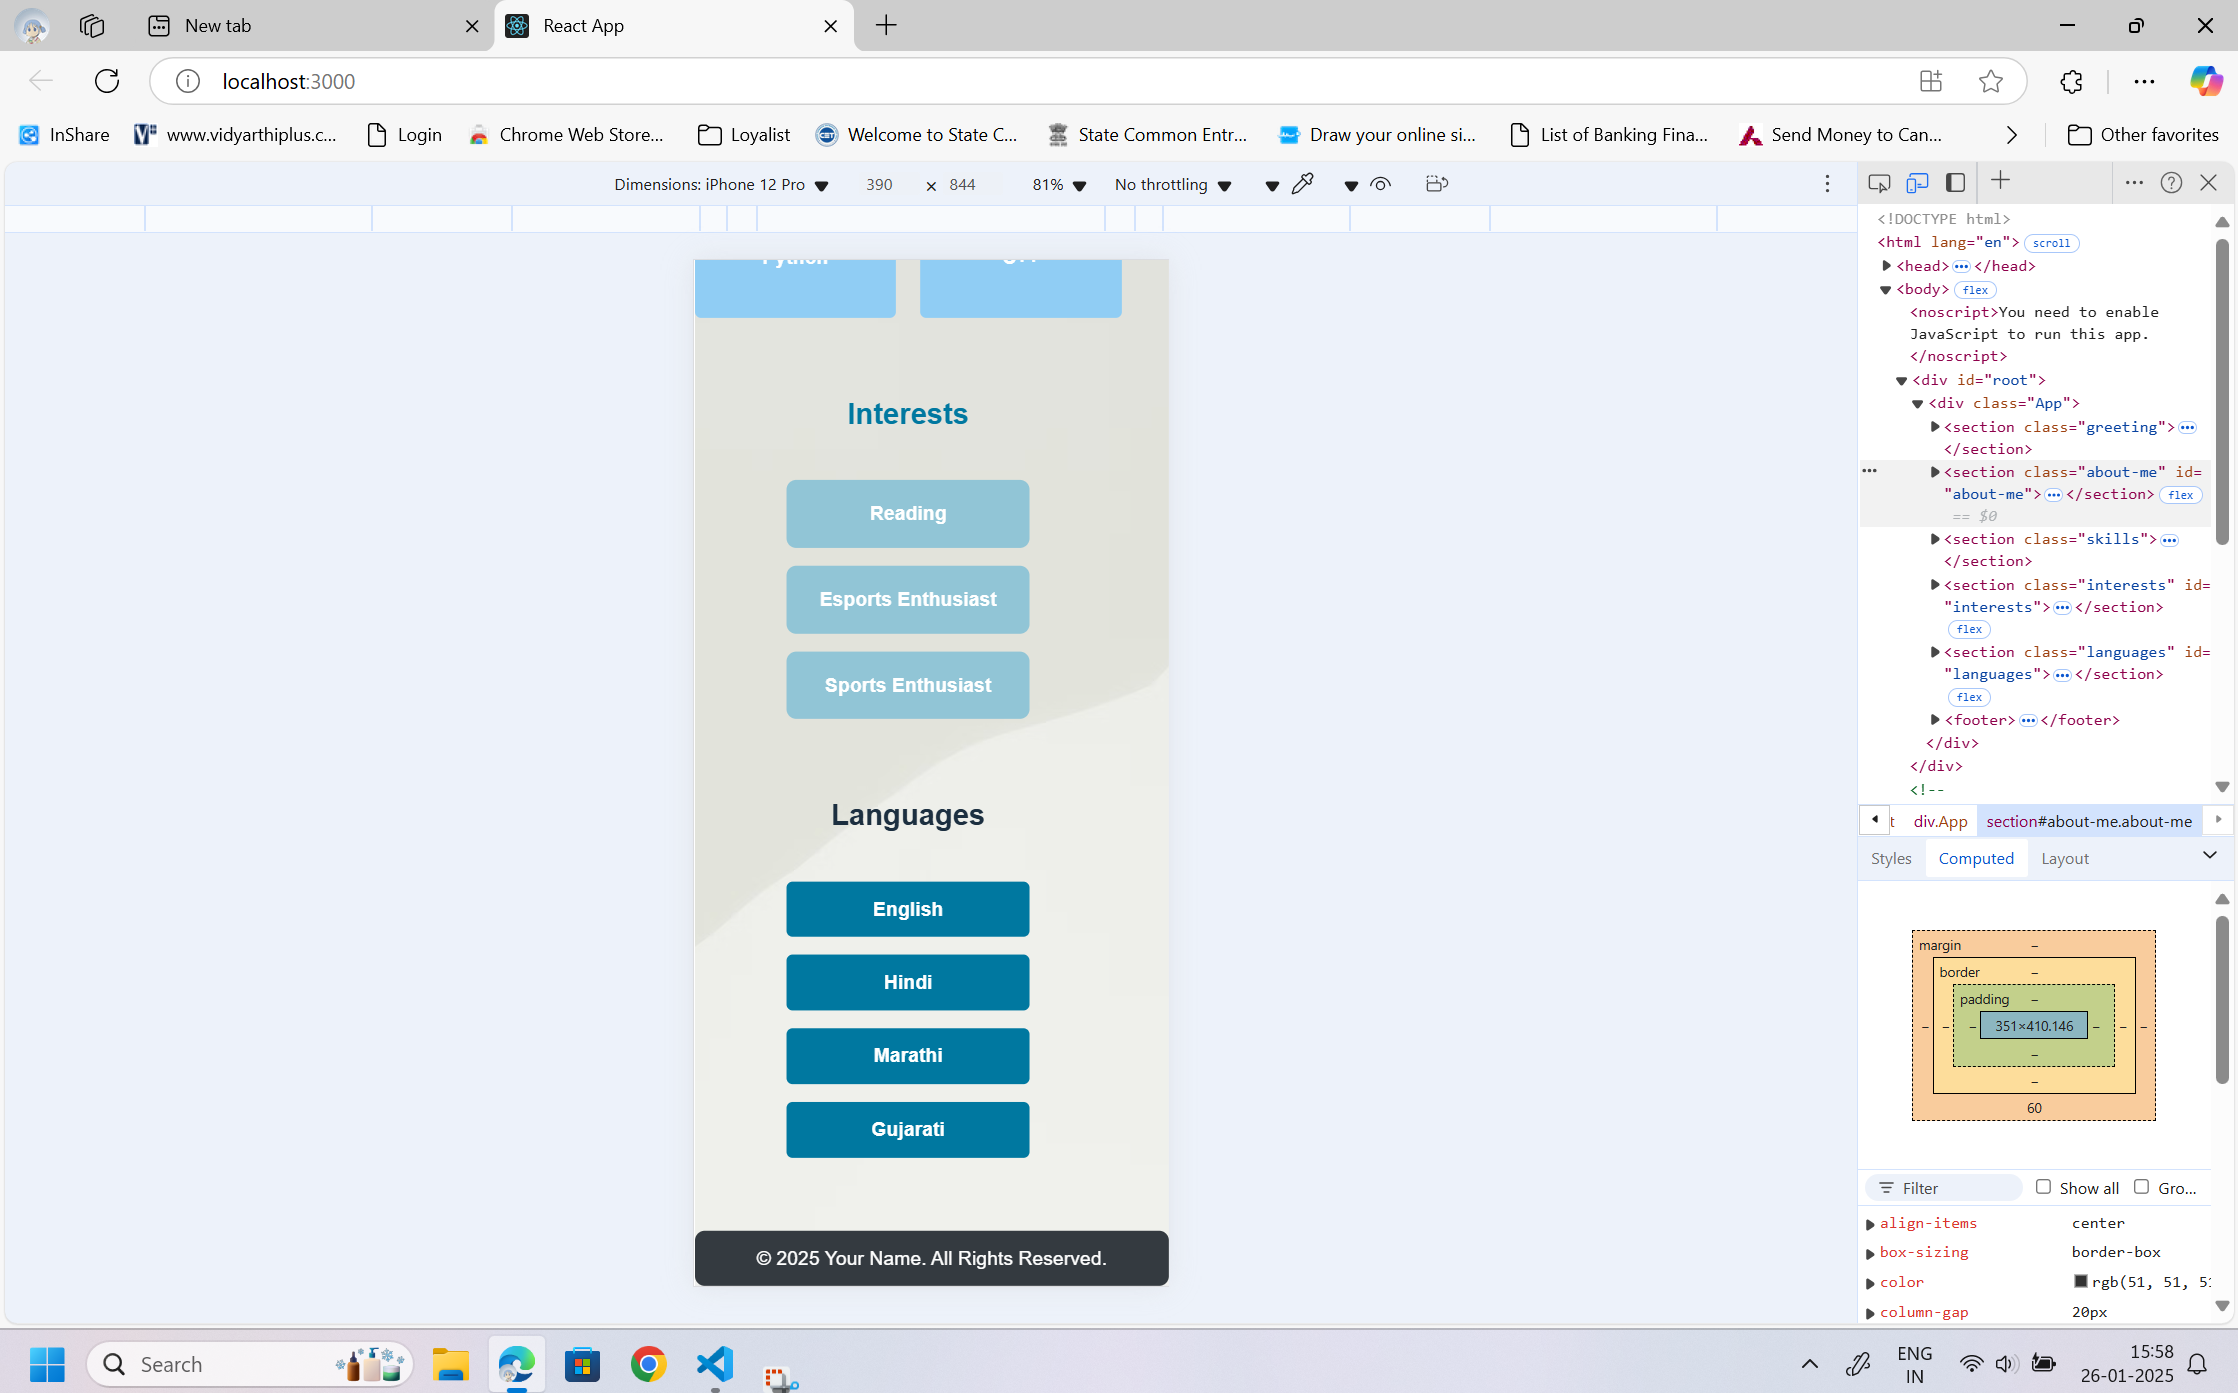 New tab
React App
localhost:3000
InShare
www.vidyarthiplus.c...
Login
Chrome Web Store...
Loyalist
Welcome to State C...
State Common Entr...
Draw your online si...
List of Banking Fina...
Send Money to Can...
Other favorites
Dimensions: iPhone 12 Pro 390 × 844 81% No throttling
Python
C++
Interests
Reading
Esports Enthusiast
Sports Enthusiast
Languages
English
Hindi
Marathi
Gujarati
© 2025 Your Name. All Rights Reserved.
<!DOCTYPE html>
<html lang="en"> scroll
<head> ••• </head>
<body> flex
<noscript>You need to enable
JavaScript to run this app.
</noscript>
<div id="root">
<div class="App">
<section class="greeting"> •••
</section>
<section class="about-me" id=
"about-me"> ••• </section> flex
== $0
<section class="skills"> •••
</section>
<section class="interests" id=
"interests"> ••• </section>
flex
<section class="languages" id=
"languages"> ••• </section>
flex
<footer> ••• </footer>
</div>
</div>
<!--
t div.App section#about-me.about-me
Styles Computed Layout
margin –
border –
padding –
– – – 351×410.146 – – –
–
–
60
Filter Show all Gro...
align-items center
box-sizing border-box
color rgb(51, 51, 51
column-gap 20px
Search
ENG
IN
15:58
26-01-2025